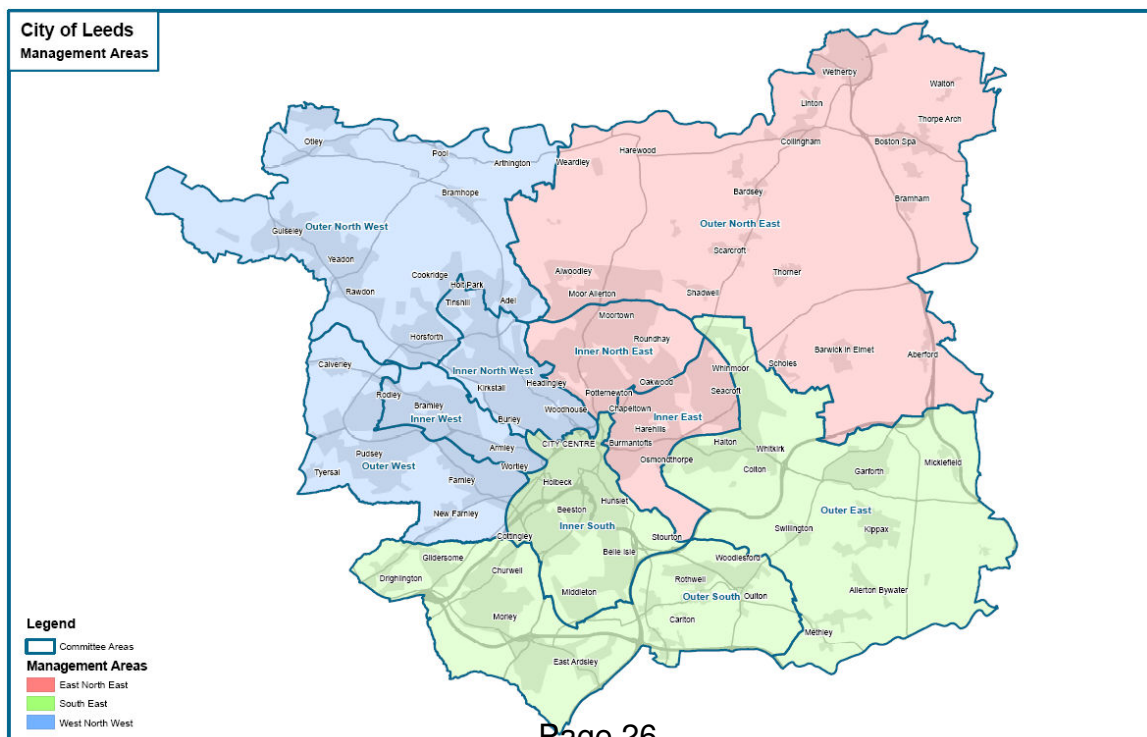 City of Leeds
Management Areas
Wetherby
Walton
Linton
Thorpe Arch
Otley
Collingham
Boston Spa
Pool
Harewood
Arthington
Weardley
Bardsey
Bramhope
Bramham
Outer North West
Outer North East
Guiseley
Scarcroft
Yeadon
Alwoodley
Thorner
Cookridge
Holt Park
Rawdon
Tinshill
Adel
Moor Allerton
Shadwell
Moortown
Horsforth
Roundhay
Inner North East
Barwick in Elmet
Aberford
Calverley
Inner North West
Whinmoor
Scholes
Headingley
Oakwood
Kirkstall
Seacroft
Rodley
Potternewton
Bramley
Woodhouse
Chapeltown
Inner West
Burley
Inner East
Harehills
CITY CENTRE
Burmantofts
Halton
Armley
Whitkirk
Pudsey
Osmondthorpe
Micklefield
Outer West
Wortley
Colton
Garforth
Tyersal
Farnley
Holbeck
Hunslet
Beeston
Outer East
New Farnley
Inner South
Swillington
Kippax
Cottingley
Stourton
Belle Isle
Gildersome
Woodlesford
Churwell
Drighlington
Rothwell
Middleton
Outer South
Oulton
Allerton Bywater
Morley
Carlton
Methley
East Ardsley
Legend
Committee Areas
Management Areas
East North East
South East
West North West
Page 26